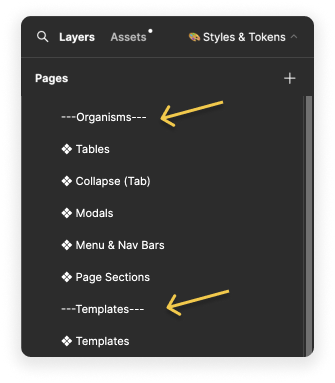 Layers Assets 🎨 Styles & Tokens
Pages
---Organisms---
❖ Tables
❖ Collapse (Tab)
❖ Modals
❖ Menu & Nav Bars
❖ Page Sections
---Templates---
❖ Templates